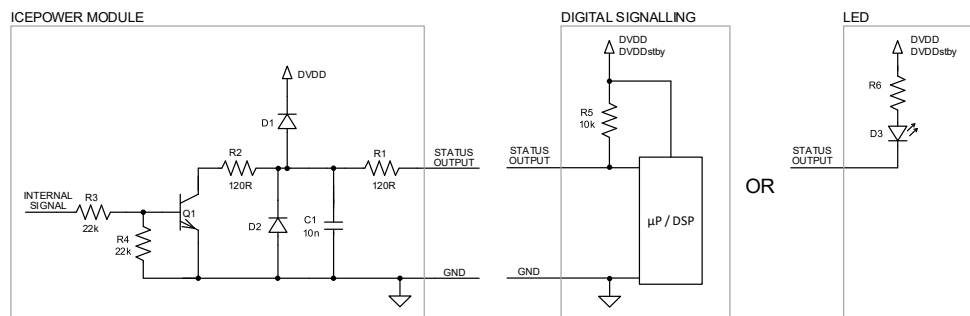 ICEPOWER MODULE
DVDD
D1
R2
120R
R1
120R
STATUS
OUTPUT
INTERNAL
SIGNAL
R3
22k
R4
22k
Q1
D2
C1
10n
GND
DIGITAL SIGNALLING
DVDD
DVDDstby
R5
10k
STATUS
OUTPUT
µP / DSP
GND
OR
LED
DVDD
DVDDstby
R6
D3
STATUS
OUTPUT